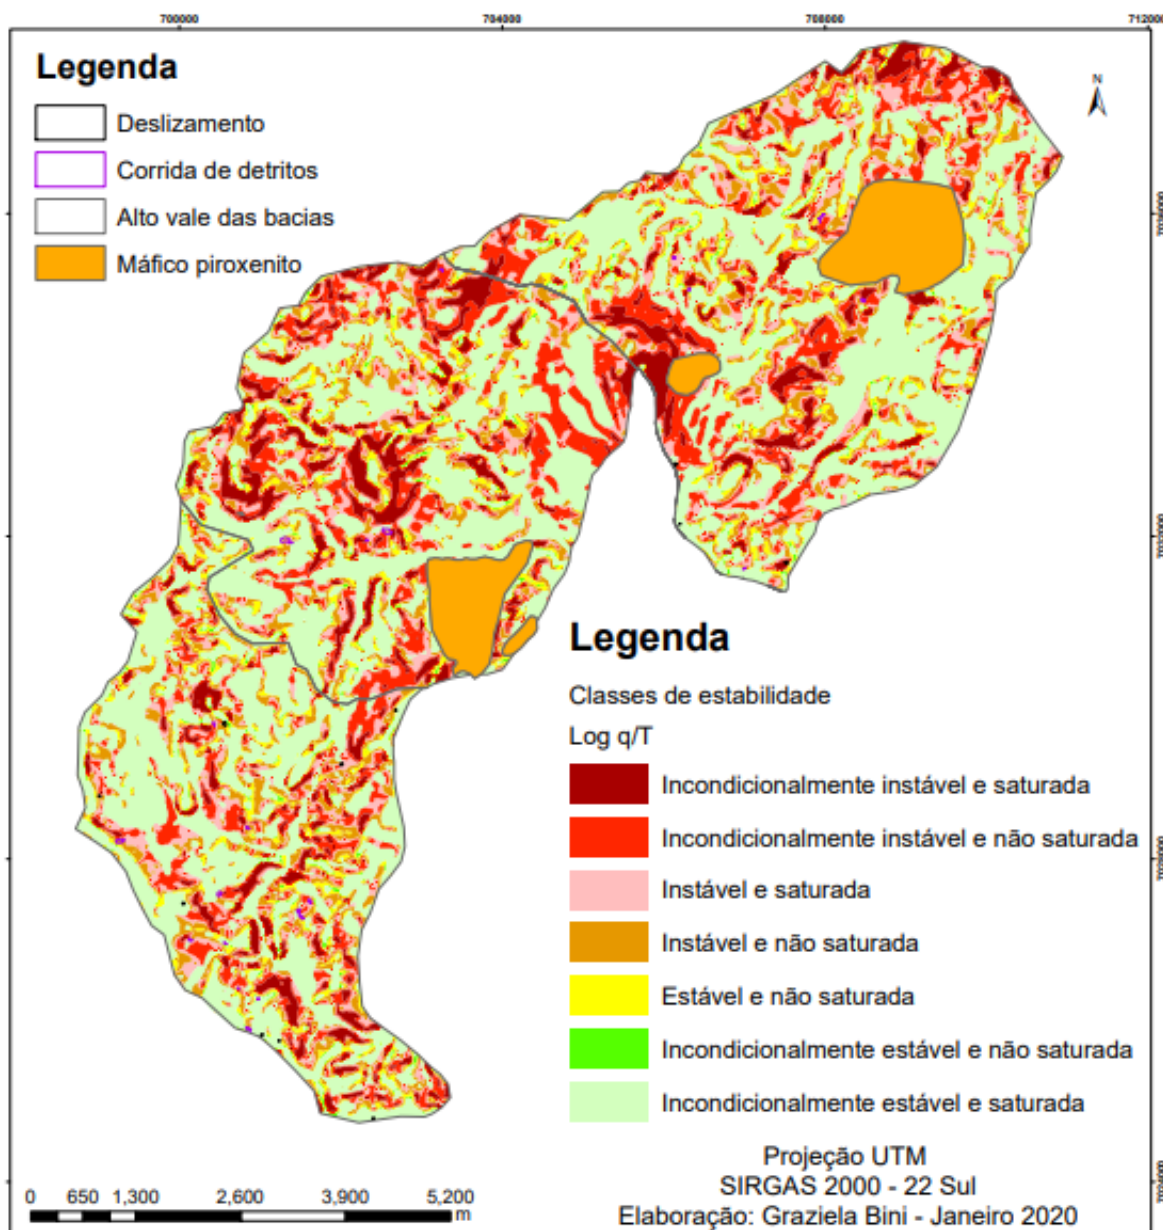 700000
704000
708000
712000
Legenda
Deslizamento
Corrida de detritos
Alto vale das bacias
Máfico piroxenito
N
Legenda
Classes de estabilidade
Log q/T
Incondicionalmente instável e saturada
Incondicionalmente instável e não saturada
Instável e saturada
Instável e não saturada
Estável e não saturada
Incondicionalmente estável e não saturada
Incondicionalmente estável e saturada
Projeção UTM
SIRGAS 2000 - 22 Sul
Elaboração: Graziela Bini - Janeiro 2020
0 650 1,300 2,600 3,900 5,200
m